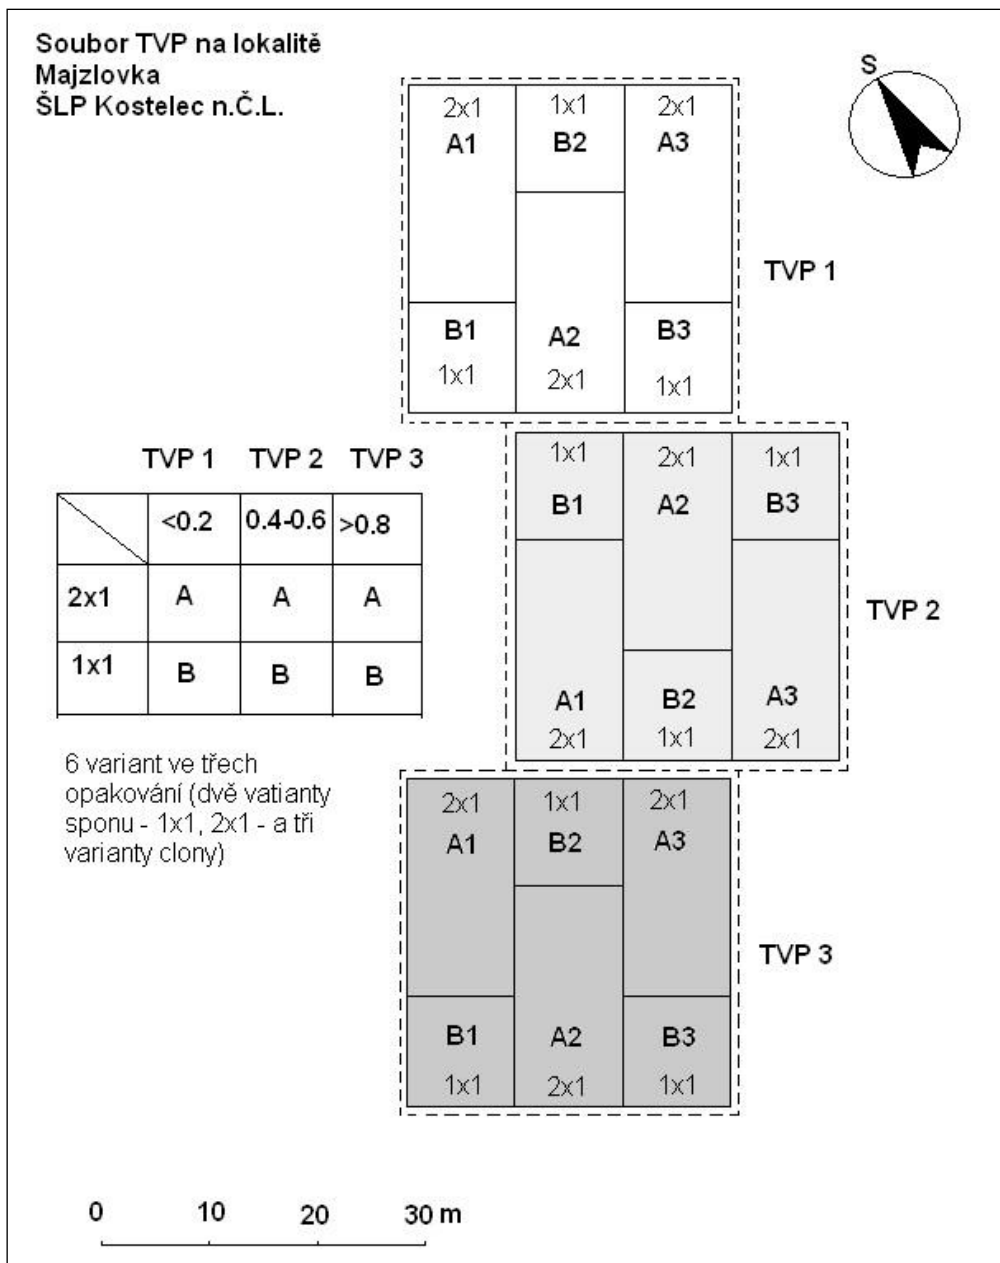 Soubor TVP na lokalitě
Majzlovka
ŠLP Kostelec n.Č.L.
S
2x1 1x1 2x1
A1 B2 A3
TVP 1
B1 A2 B3
1x1 2x1 1x1
1x1 2x1 1x1
B1 A2 B3
TVP 2
A1 B2 A3
2x1 1x1 2x1
TVP 1 TVP 2 TVP 3
<0.2 0.4-0.6 >0.8
2x1 A A A
1x1 B B B
6 variant ve třech
opakování (dvě vatianty
sponu - 1x1, 2x1 - a tři
varianty clony)
2x1 1x1 2x1
A1 B2 A3
TVP 3
B1 A2 B3
1x1 2x1 1x1
0 10 20 30 m